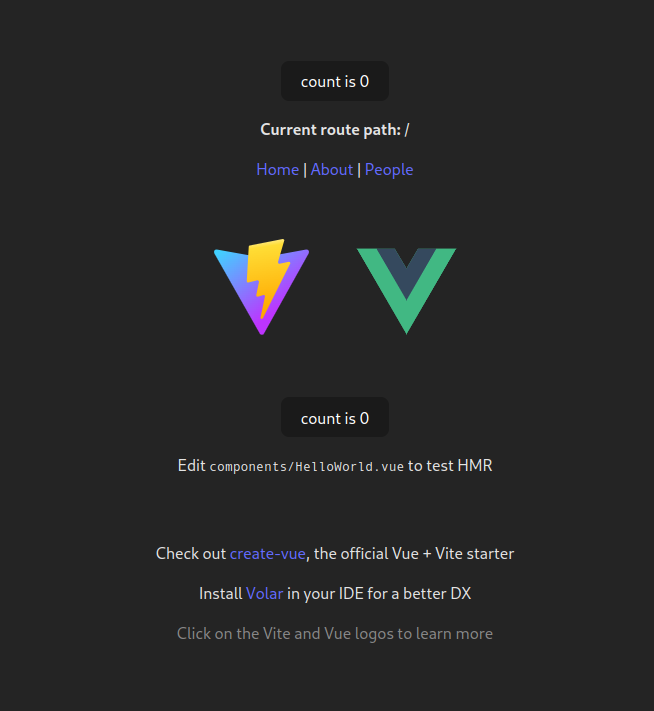 count is 0
Current route path: /
Home | About | People
count is 0
Edit components/HelloWorld.vue to test HMR
Check out create-vue, the official Vue + Vite starter
Install Volar in your IDE for a better DX
Click on the Vite and Vue logos to learn more